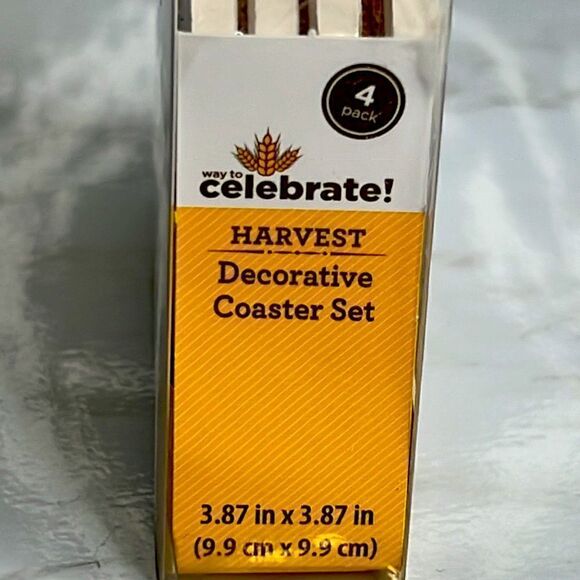 4
pack
way to
celebrate!
HARVEST
Decorative
Coaster Set
3.87 in x 3.87 in
(9.9 cm x 9.9 cm)